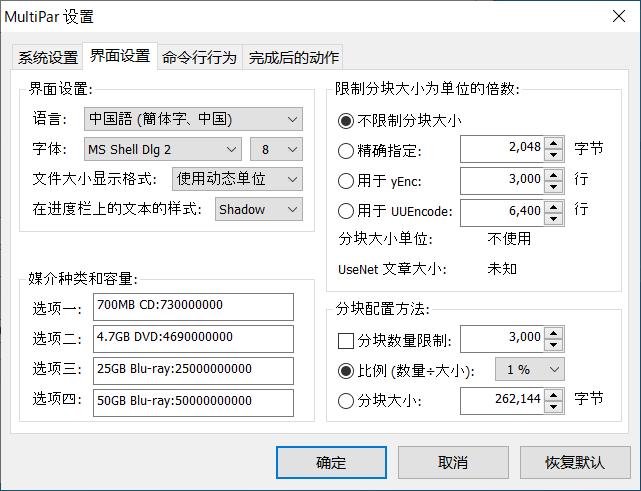 MultiPar 设置
系统设置 界面设置 命令行行为 完成后的动作
界面设置:
语言: 中国語 (簡体字、中国)
字体: MS Shell Dlg 2 8
文件大小显示格式: 使用动态单位
在进度栏上的文本的样式: Shadow
媒介种类和容量:
选项一: 700MB CD:730000000
选项二: 4.7GB DVD:4690000000
选项三: 25GB Blu-ray:25000000000
选项四: 50GB Blu-ray:50000000000
限制分块大小为单位的倍数:
不限制分块大小
精确指定: 2,048 字节
用于 yEnc: 3,000 行
用于 UUEncode: 6,400 行
分块大小单位: 不使用
UseNet 文章大小: 未知
分块配置方法:
分块数量限制: 3,000
比例 (数量÷大小): 1 %
分块大小: 262,144 字节
确定 取消 恢复默认